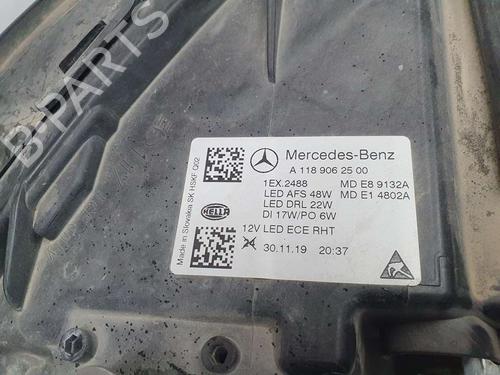 Mercedes-Benz
A 118 906 25 00
1EX.2488 MD E8 9132A
LED AFS 48W MD E1 4802A
LED DRL 22W
DI 17W/PO 6W
HELLA
12V LED ECE RHT
30.11.19 20:37
Made in Slovakia SK HSKF Q02